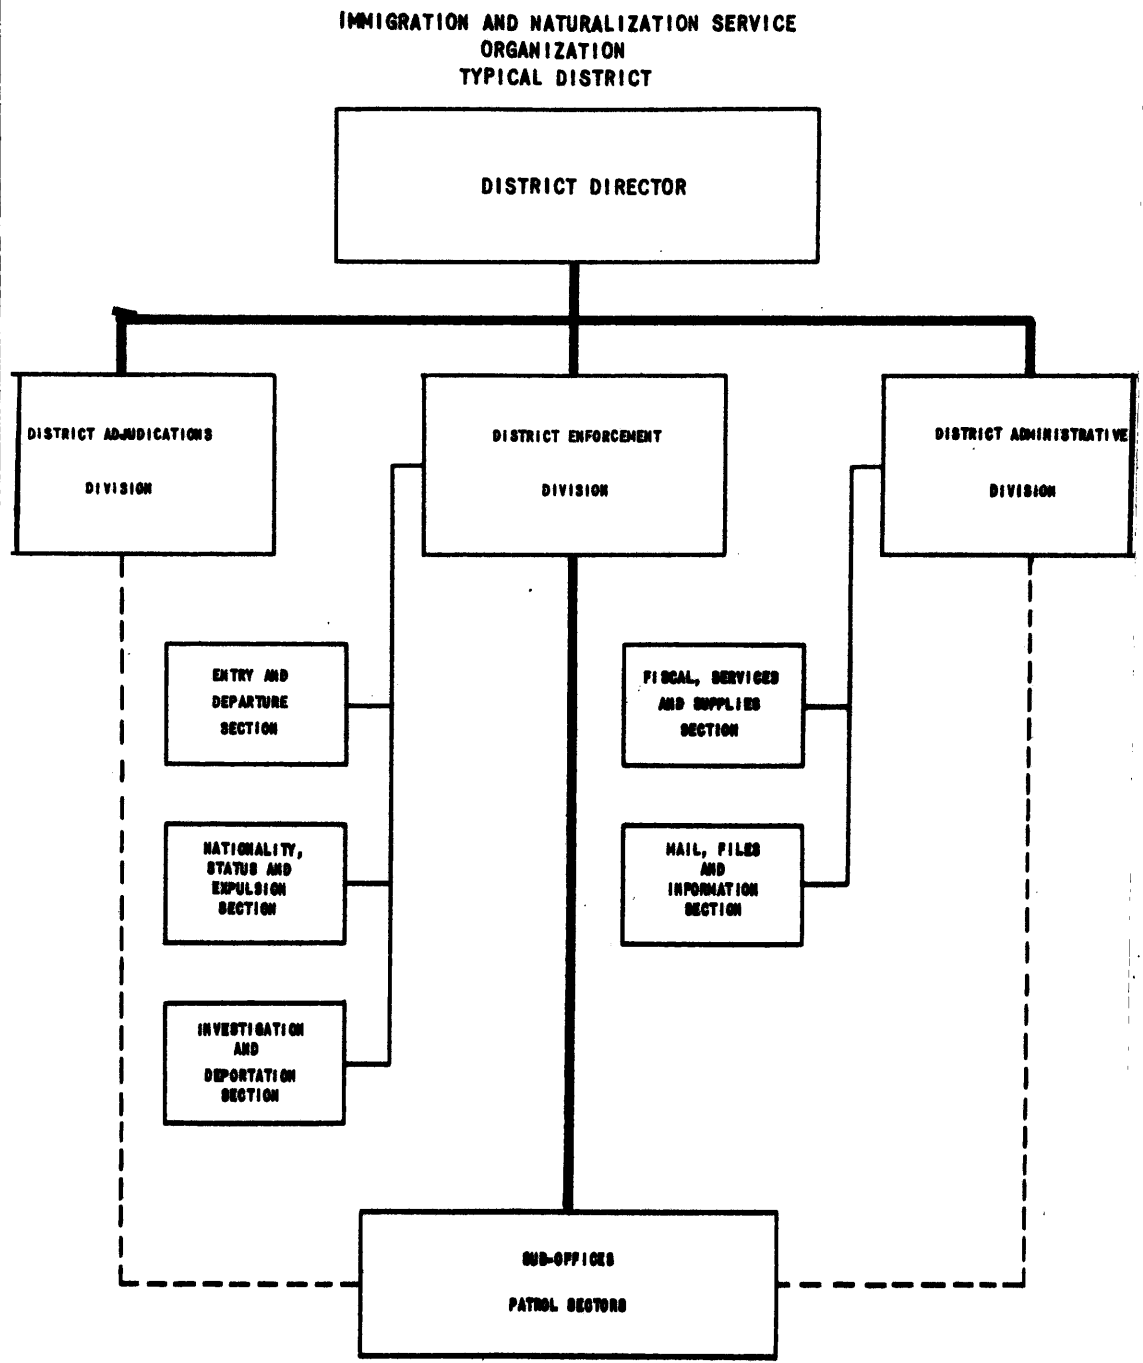 IMMIGRATION AND NATURALIZATION SERVICE
ORGANIZATION
TYPICAL DISTRICT
DISTRICT DIRECTOR
DISTRICT ADJUDICATIONS
DIVISION
DISTRICT ENFORCEMENT
DIVISION
DISTRICT ADMINISTRATIVE
DIVISION
ENTRY AND
DEPARTURE
SECTION
FISCAL, SERVICES
AND SUPPLIES
SECTION
NATIONALITY,
STATUS AND
EXPULSION
SECTION
MAIL, FILES
AND
INFORMATION
SECTION
INVESTIGATION
AND
DEPORTATION
SECTION
SUB-OFFICES
PATROL SECTORS